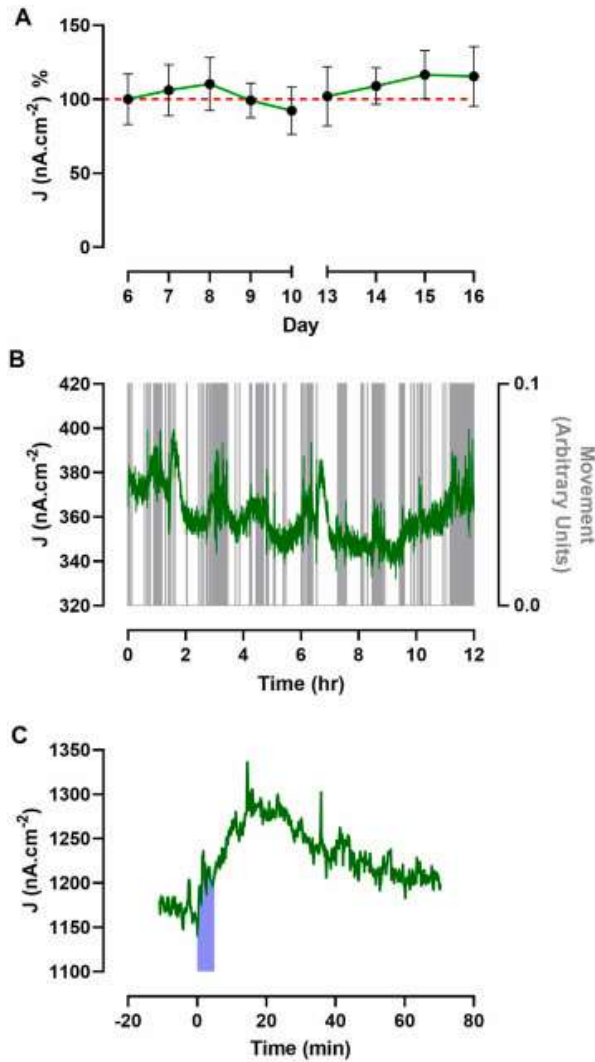 A
150
100
50
0
J (nA.cm-2) %
6 7 8 9 10 13 14 15 16
Day
B
420
400
380
360
340
320
J (nA.cm-2)
0.1
0.0
Movement
(Arbitrary Units)
0 2 4 6 8 10 12
Time (hr)
C
1350
1300
1250
1200
1150
1100
J (nA.cm-2)
-20 0 20 40 60 80
Time (min)